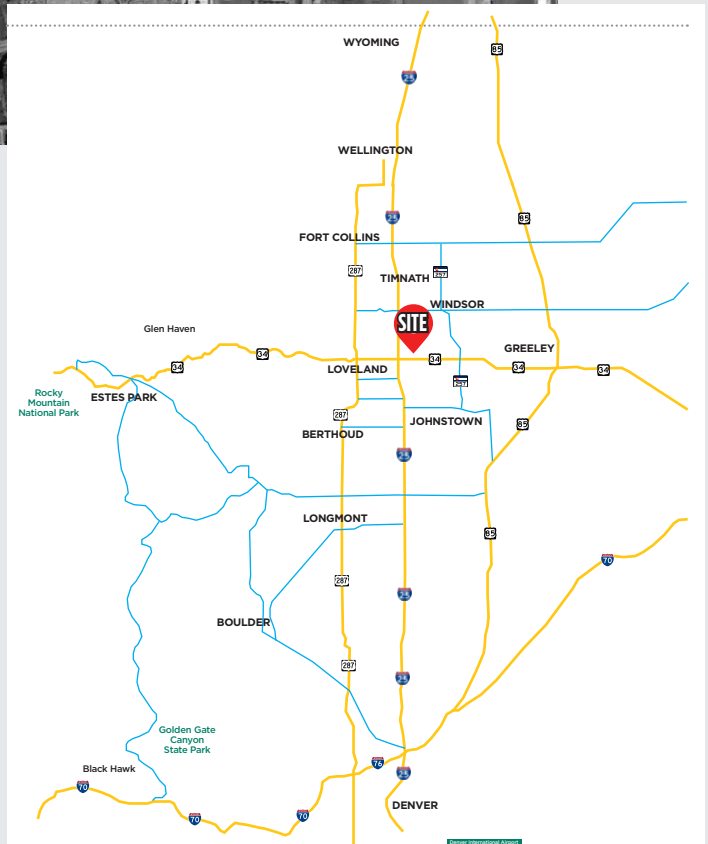 WYOMING
85
25
WELLINGTON
25
85
FORT COLLINS
287
TIMNATH
257
WINDSOR
SITE
Glen Haven
34
34
34
GREELEY
34
34
LOVELAND
257
Rocky
Mountain
National Park
ESTES PARK
287
JOHNSTOWN
85
BERTHOUD
25
LONGMONT
85
70
287
25
BOULDER
287
25
Golden Gate
Canyon
State Park
76
Black Hawk
25
70
70
70
DENVER
Denver International Airport